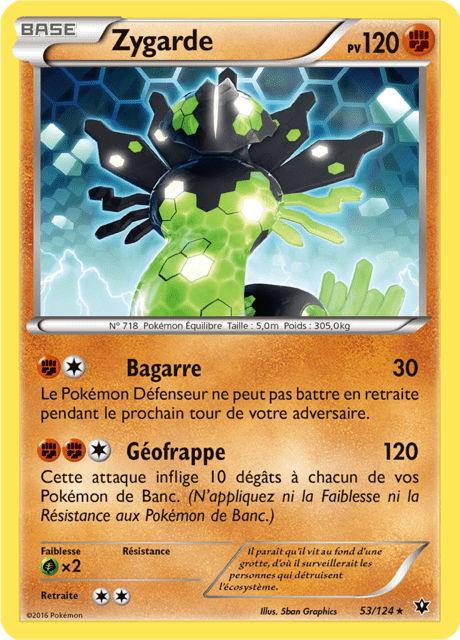 BASE
Zygarde
PV 120
N° 718 Pokémon Équilibre Taille : 5,0m Poids : 305,0kg
Bagarre 30
Le Pokémon Défenseur ne peut pas battre en retraite
pendant le prochain tour de votre adversaire.
Géofrappe 120
Cette attaque inflige 10 dégâts à chacun de vos
Pokémon de Banc. (N'appliquez ni la Faiblesse ni la
Résistance aux Pokémon de Banc.)
Faiblesse Résistance
×2
Retraite
Il paraît qu'il vit au fond d'une
grotte, d'où il surveillerait les
personnes qui détruisent
l'écosystème.
©2016 Pokémon
Illus. 5ban Graphics
53/124 ★